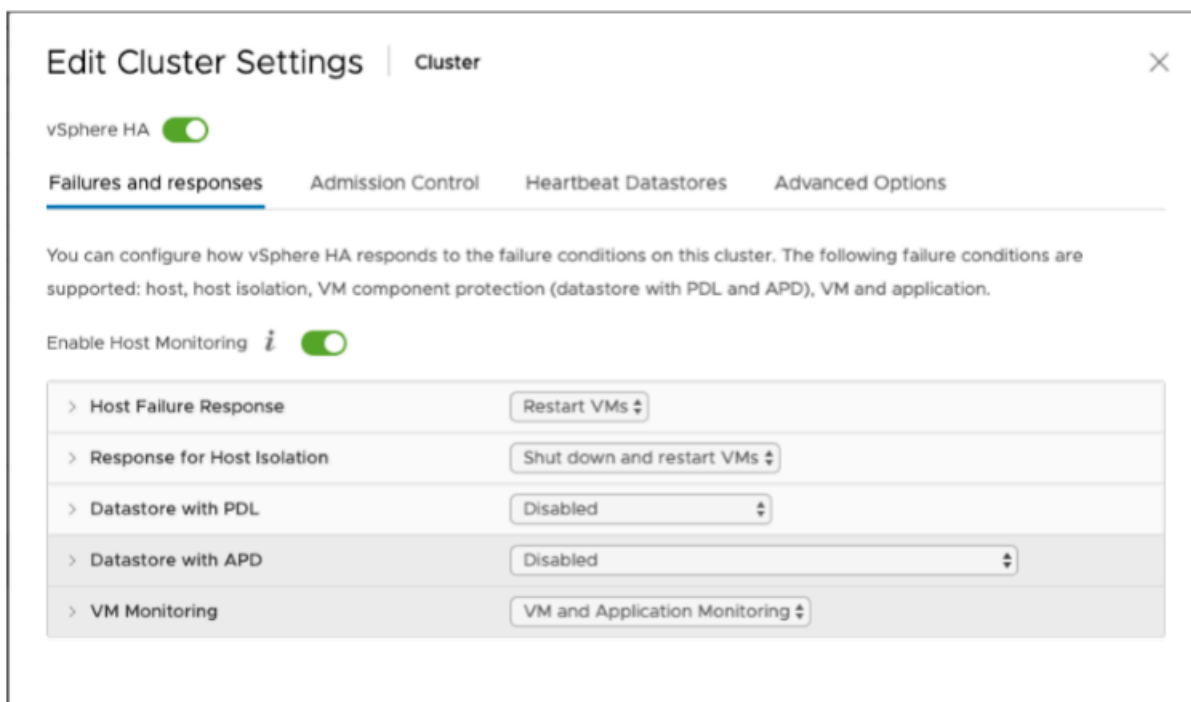 Edit Cluster Settings Cluster
vSphere HA
Failures and responses Admission Control Heartbeat Datastores Advanced Options
You can configure how vSphere HA responds to the failure conditions on this cluster. The following failure conditions are
supported: host, host isolation, VM component protection (datastore with PDL and APD), VM and application.
Enable Host Monitoring i
Host Failure Response Restart VMs
Response for Host Isolation Shut down and restart VMs
Datastore with PDL Disabled
Datastore with APD Disabled
VM Monitoring VM and Application Monitoring